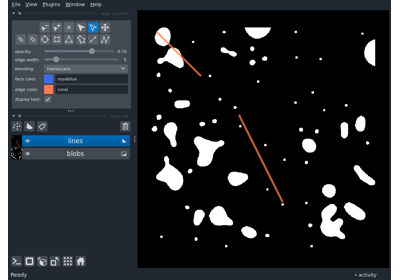 File View Plugins Window Help
opacity: 0.70
edge width:
blending: translucent
face color: royalblue
edge color: coral
display text:
lines
blobs
Ready
activity